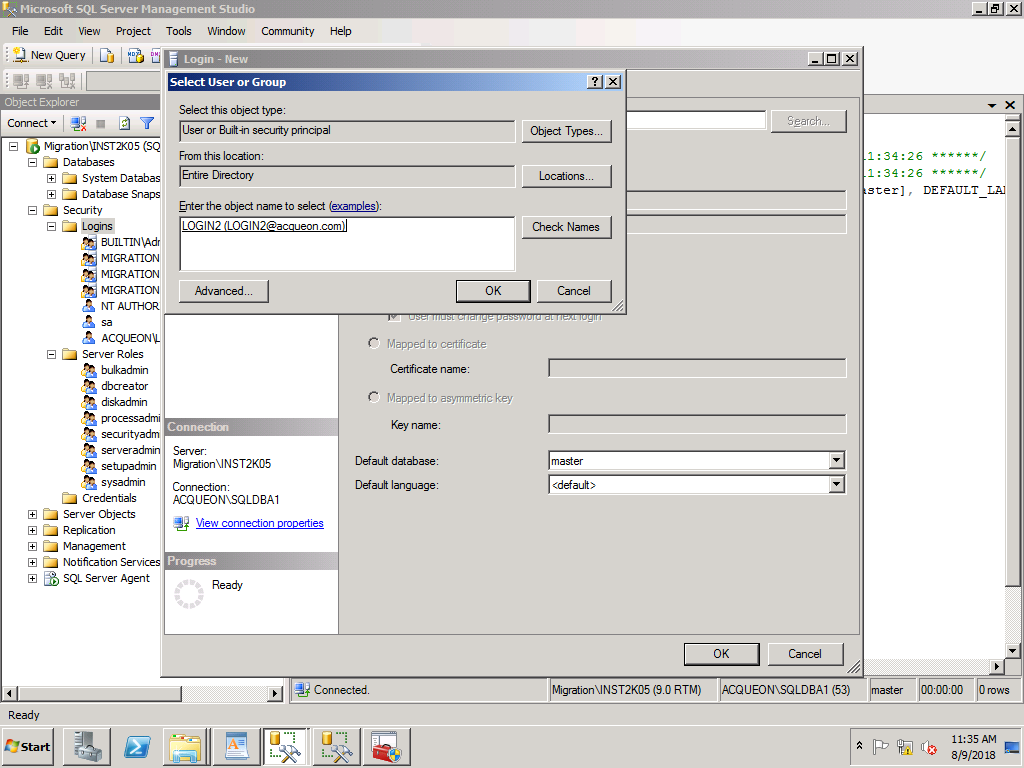 Microsoft SQL Server Management Studio
File Edit View Project Tools Window Community Help
New Query
Login - New
Select User or Group
Select this object type:
User or Built-in security principal
Object Types...
From this location:
Entire Directory
Locations...
Enter the object name to select (examples):
LOGIN2 (LOGIN2@acqueon.com)
Check Names
Advanced...
OK
Cancel
Search...
Object Explorer
Connect
Migration\INST2K05 (SQ
Databases
System Databas
Database Snaps
Security
Logins
BUILTIN\Adr
MIGRATION
MIGRATION
MIGRATION
NT AUTHOR
sa
ACQUEON\L
Server Roles
bulkadmin
dbcreator
diskadmin
processadmi
securityadm
serveradmin
setupadmin
sysadmin
Credentials
Server Objects
Replication
Management
Notification Services
SQL Server Agent
11:34:26 ******/
11:34:26 ******/
aster], DEFAULT_LA
User must change password at next login
Mapped to certificate
Certificate name:
Mapped to asymmetric key
Key name:
Default database:
master
Default language:
<default>
Connection
Server:
Migration\INST2K05
Connection:
ACQUEON\SQLDBA1
View connection properties
Progress
Ready
OK
Cancel
Connected.
Migration\INST2K05 (9.0 RTM)
ACQUEON\SQLDBA1 (53)
master
00:00:00
0 rows
Ready
Start
11:35 AM
8/9/2018